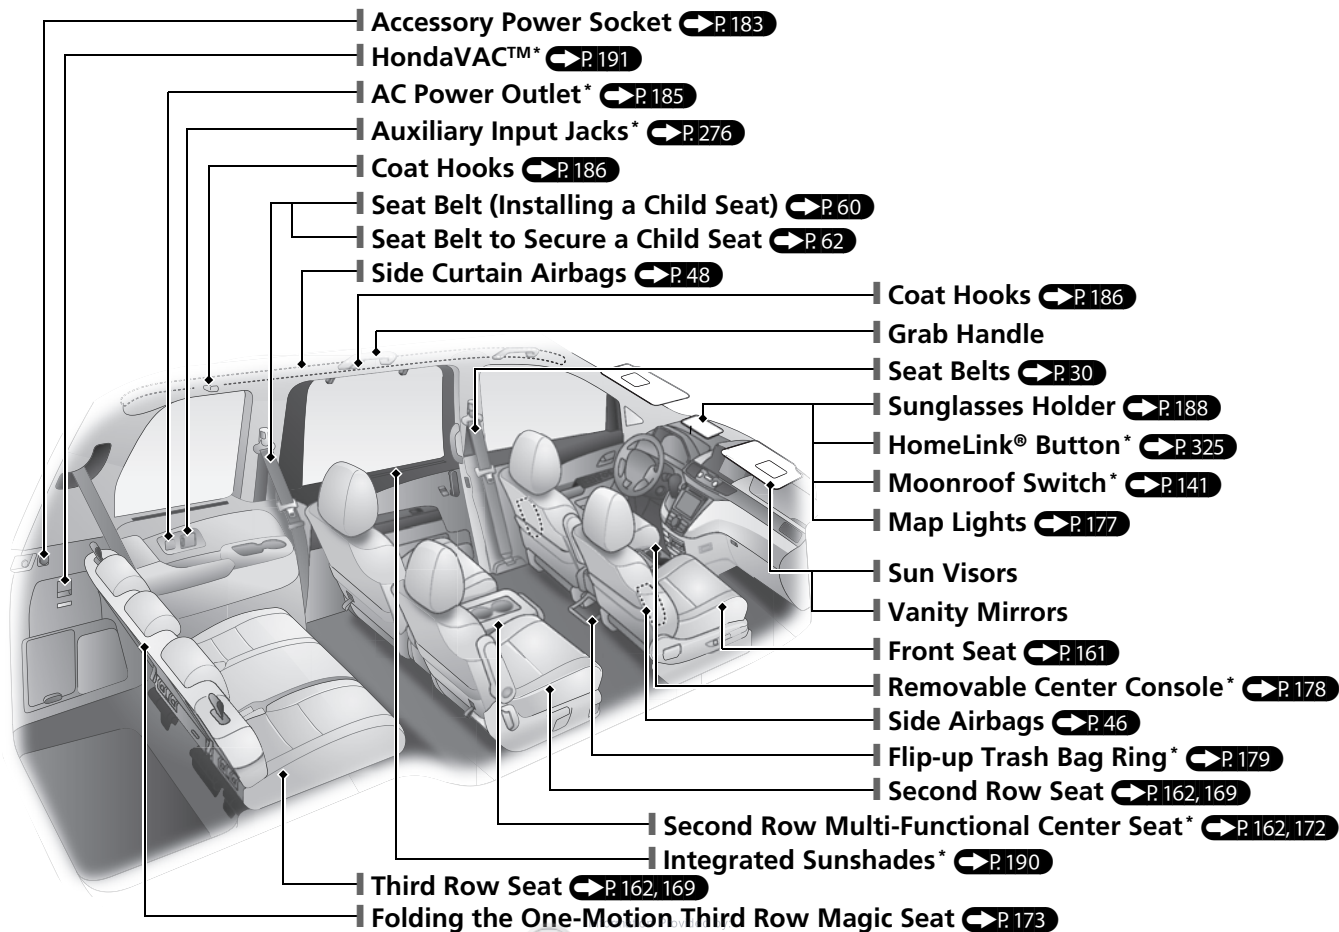 Accessory Power Socket P. 183
HondaVAC™* P. 191
AC Power Outlet* P. 185
Auxiliary Input Jacks* P. 276
Coat Hooks P. 186
Seat Belt (Installing a Child Seat) P. 60
Seat Belt to Secure a Child Seat P. 62
Side Curtain Airbags P. 48
Coat Hooks P. 186
Grab Handle
Seat Belts P. 30
Sunglasses Holder P. 188
HomeLink® Button* P. 325
Moonroof Switch* P. 141
Map Lights P. 177
Sun Visors
Vanity Mirrors
Front Seat P. 161
Removable Center Console* P. 178
Side Airbags P. 46
Flip-up Trash Bag Ring* P. 179
Second Row Seat P. 162, 169
Second Row Multi-Functional Center Seat* P. 162, 172
Integrated Sunshades* P. 190
Third Row Seat P. 162, 169
Folding the One-Motion Third Row Magic Seat P. 173